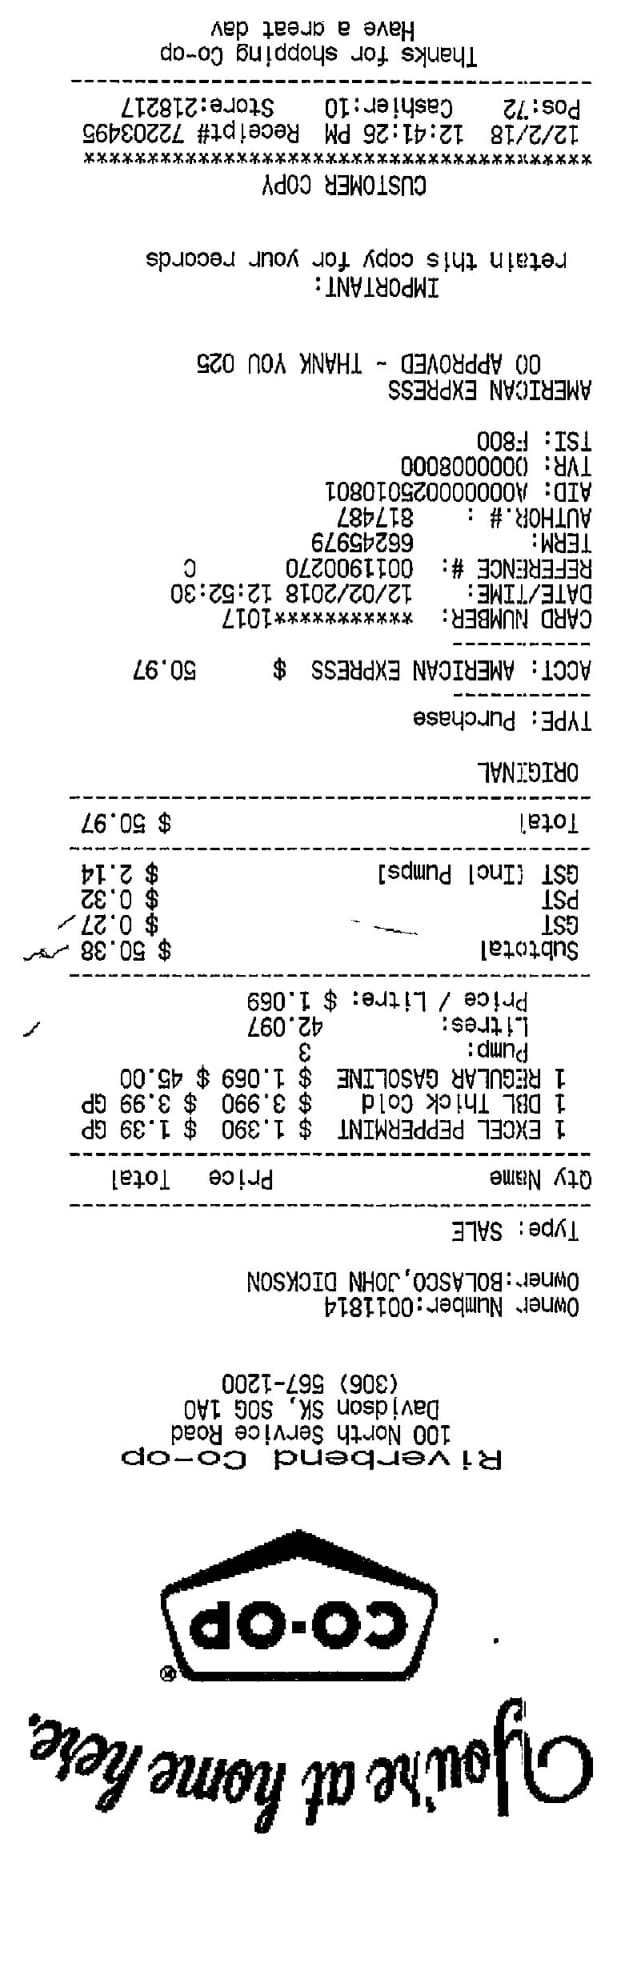 You're at home here.
CO-OP®
Riverbend Co-op
100 North Service Road
Davidson SK, S0G 1A0
(306) 567-1200
Owner Number:0011814
Owner:BOLASCO,JOHN DICKSON
Type: SALE
Qty Name Price Total
1 EXCEL PEPPERMINT $ 1.390 $ 1.39 GP
1 DBL Thick Cold $ 3.990 $ 3.99 GP
1 REGULAR GASOLINE $ 1.069 $ 45.00
Pump: 3
Litres: 42.097
Price / Litre: $ 1.069
Subtotal $ 50.38
GST $ 0.27
PST $ 0.32
GST [Incl Pumps] $ 2.14
Total $ 50.97
ORIGINAL
TYPE: Purchase
ACCT: AMERICAN EXPRESS $ 50.97
CARD NUMBER: ************1017
DATE/TIME: 12/02/2018 12:52:30
REFERENCE #: 0011900270 C
TERM: 66245979
AUTHOR.# : 817487
AID: A000000025010801
TVR: 0000008000
TSI: F800
AMERICAN EXPRESS
00 APPROVED - THANK YOU 025
IMPORTANT:
retain this copy for your records
CUSTOMER COPY
****************************************
12/2/18 12:41:26 PM Receipt# 72203495
Pos:72 Cashier:10 Store:218217
Thanks for shopping Co-op
Have a great day